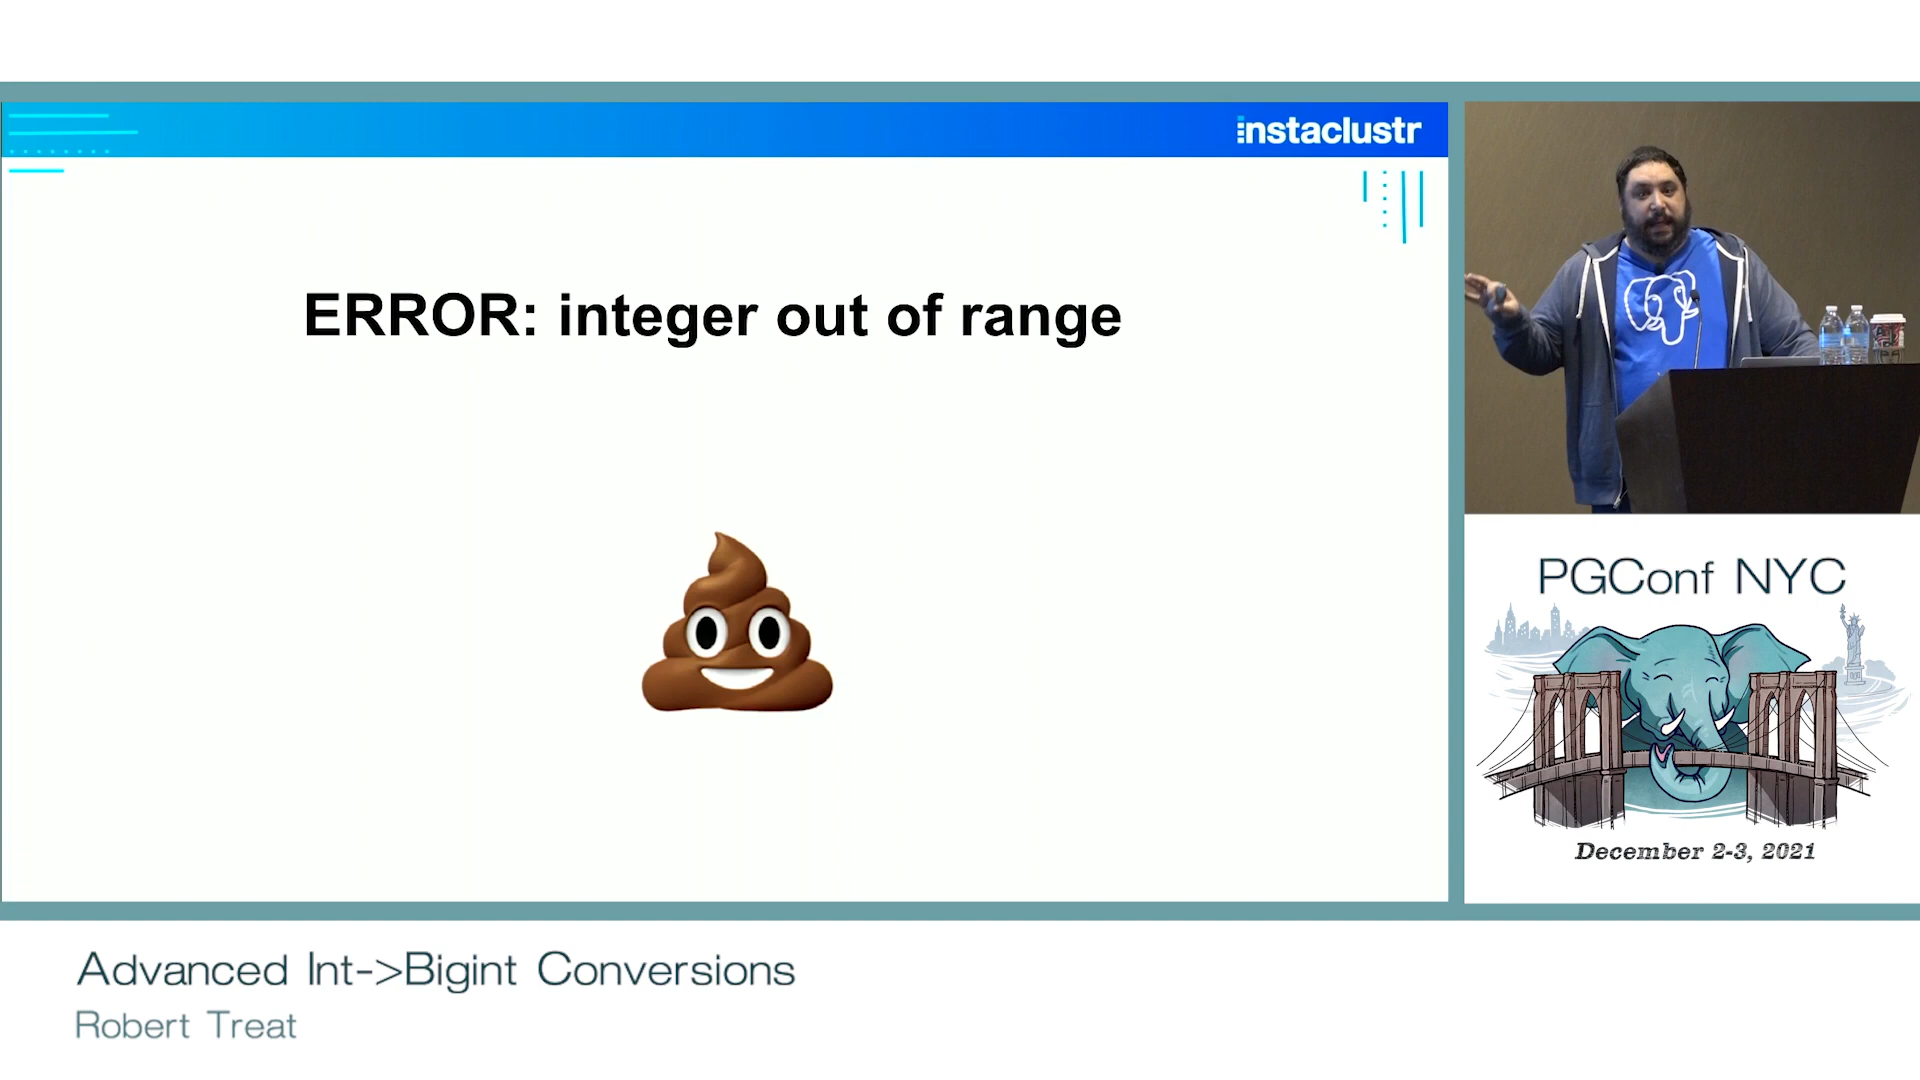 instaclustr
ERROR: integer out of range
PGConf NYC
December 2-3, 2021
Advanced Int->Bigint Conversions
Robert Treat